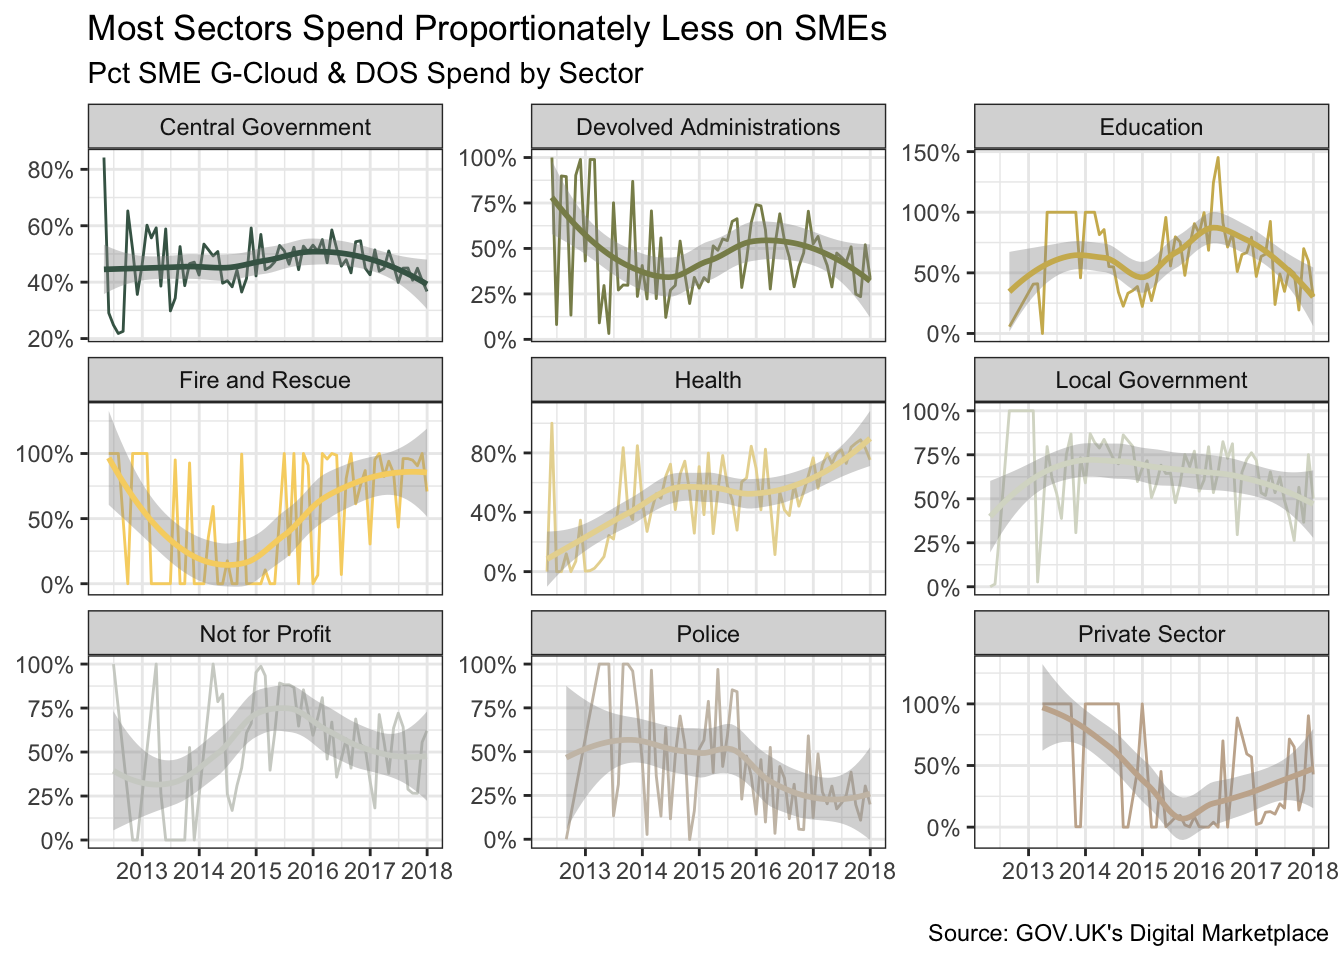 Most Sectors Spend Proportionately Less on SMEs
Pct SME G-Cloud & DOS Spend by Sector
Central Government
Devolved Administrations
Education
80%
60%
40%
20%
100%
75%
50%
25%
0%
150%
100%
50%
0%
Fire and Rescue
Health
Local Government
100%
50%
0%
80%
40%
0%
100%
75%
50%
25%
0%
Not for Profit
Police
Private Sector
100%
75%
50%
25%
0%
100%
75%
50%
25%
0%
100%
50%
0%
2013 2014 2015 2016 2017 2018
2013 2014 2015 2016 2017 2018
2013 2014 2015 2016 2017 2018
Source: GOV.UK's Digital Marketplace